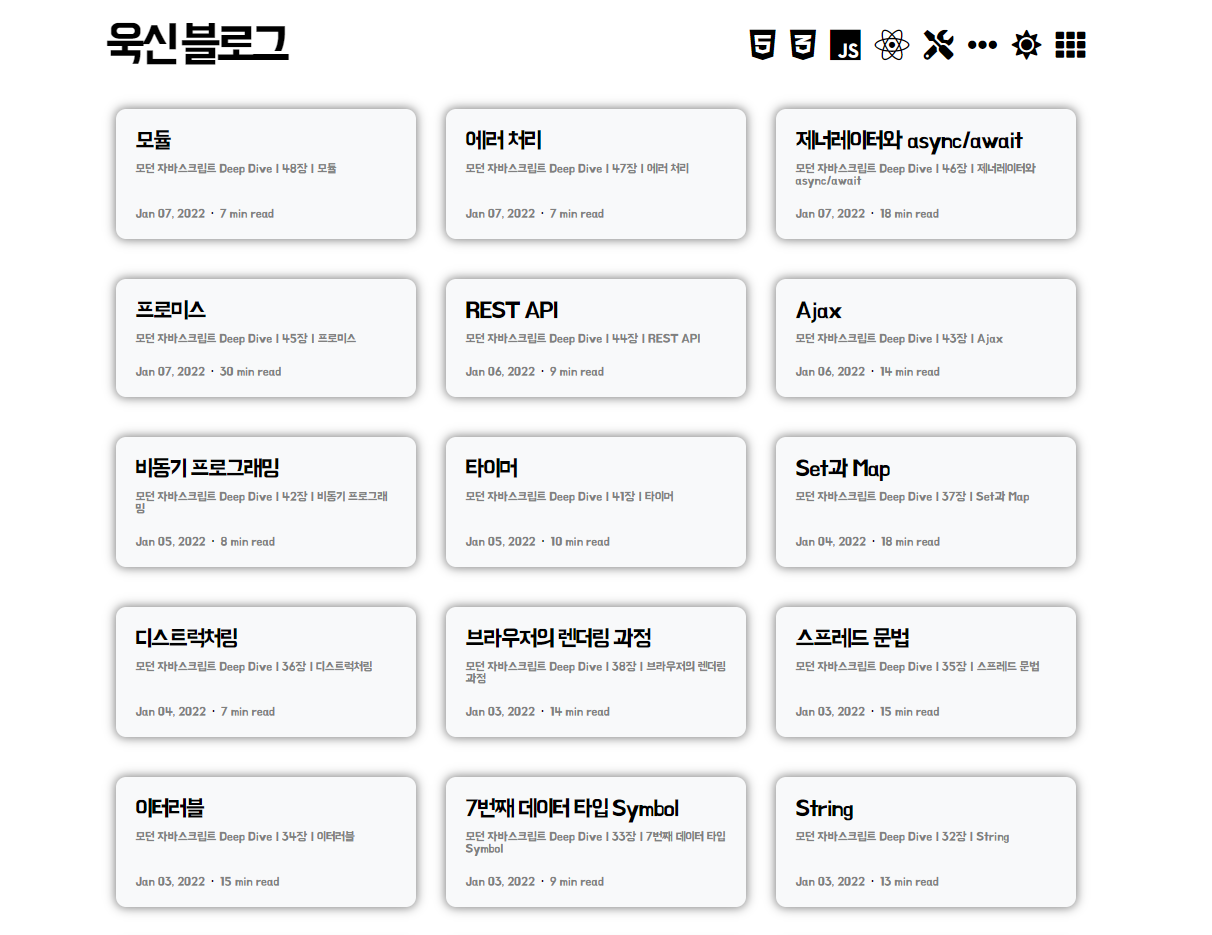 욱신 블로그
5 3 JS
모듈
모던 자바스크립트 Deep Dive | 48장 | 모듈
Jan 07, 2022 · 7 min read
에러 처리
모던 자바스크립트 Deep Dive | 47장 | 에러 처리
Jan 07, 2022 · 7 min read
제너레이터와 async/await
모던 자바스크립트 Deep Dive | 46장 | 제너레이터와
async/await
Jan 07, 2022 · 18 min read
프로미스
모던 자바스크립트 Deep Dive | 45장 | 프로미스
Jan 07, 2022 · 30 min read
REST API
모던 자바스크립트 Deep Dive | 44장 | REST API
Jan 06, 2022 · 9 min read
Ajax
모던 자바스크립트 Deep Dive | 43장 | Ajax
Jan 06, 2022 · 14 min read
비동기 프로그래밍
모던 자바스크립트 Deep Dive | 42장 | 비동기 프로그래
밍
Jan 05, 2022 · 8 min read
타이머
모던 자바스크립트 Deep Dive | 41장 | 타이머
Jan 05, 2022 · 10 min read
Set과 Map
모던 자바스크립트 Deep Dive | 37장 | Set과 Map
Jan 04, 2022 · 18 min read
디스트럭처링
모던 자바스크립트 Deep Dive | 36장 | 디스트럭처링
Jan 04, 2022 · 7 min read
브라우저의 렌더링 과정
모던 자바스크립트 Deep Dive | 38장 | 브라우저의 렌더링
과정
Jan 03, 2022 · 14 min read
스프레드 문법
모던 자바스크립트 Deep Dive | 35장 | 스프레드 문법
Jan 03, 2022 · 15 min read
이터러블
모던 자바스크립트 Deep Dive | 34장 | 이터러블
Jan 03, 2022 · 15 min read
7번째 데이터 타입 Symbol
모던 자바스크립트 Deep Dive | 33장 | 7번째 데이터 타입
Symbol
Jan 03, 2022 · 9 min read
String
모던 자바스크립트 Deep Dive | 32장 | String
Jan 03, 2022 · 13 min read